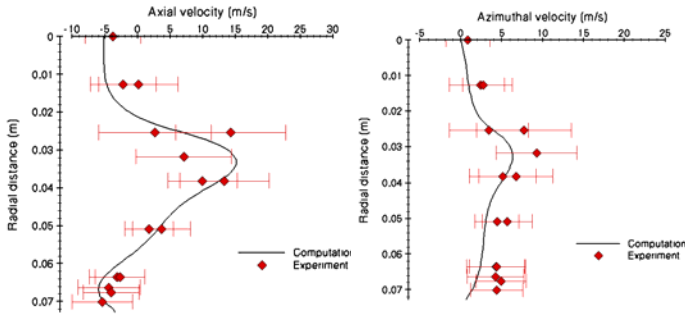 Axial velocity (m/s)
-10 -5 0 5 10 15 20 25 30
0
0.01
0.02
0.03
0.04
0.05
0.06
0.07
Radial distance (m)
Computation
Experiment
Azimuthal velocity (m/s)
-5 0 5 10 15 20 25
0
0.01
0.02
0.03
0.04
0.05
0.06
0.07
Radial distance (m)
Computation
Experiment